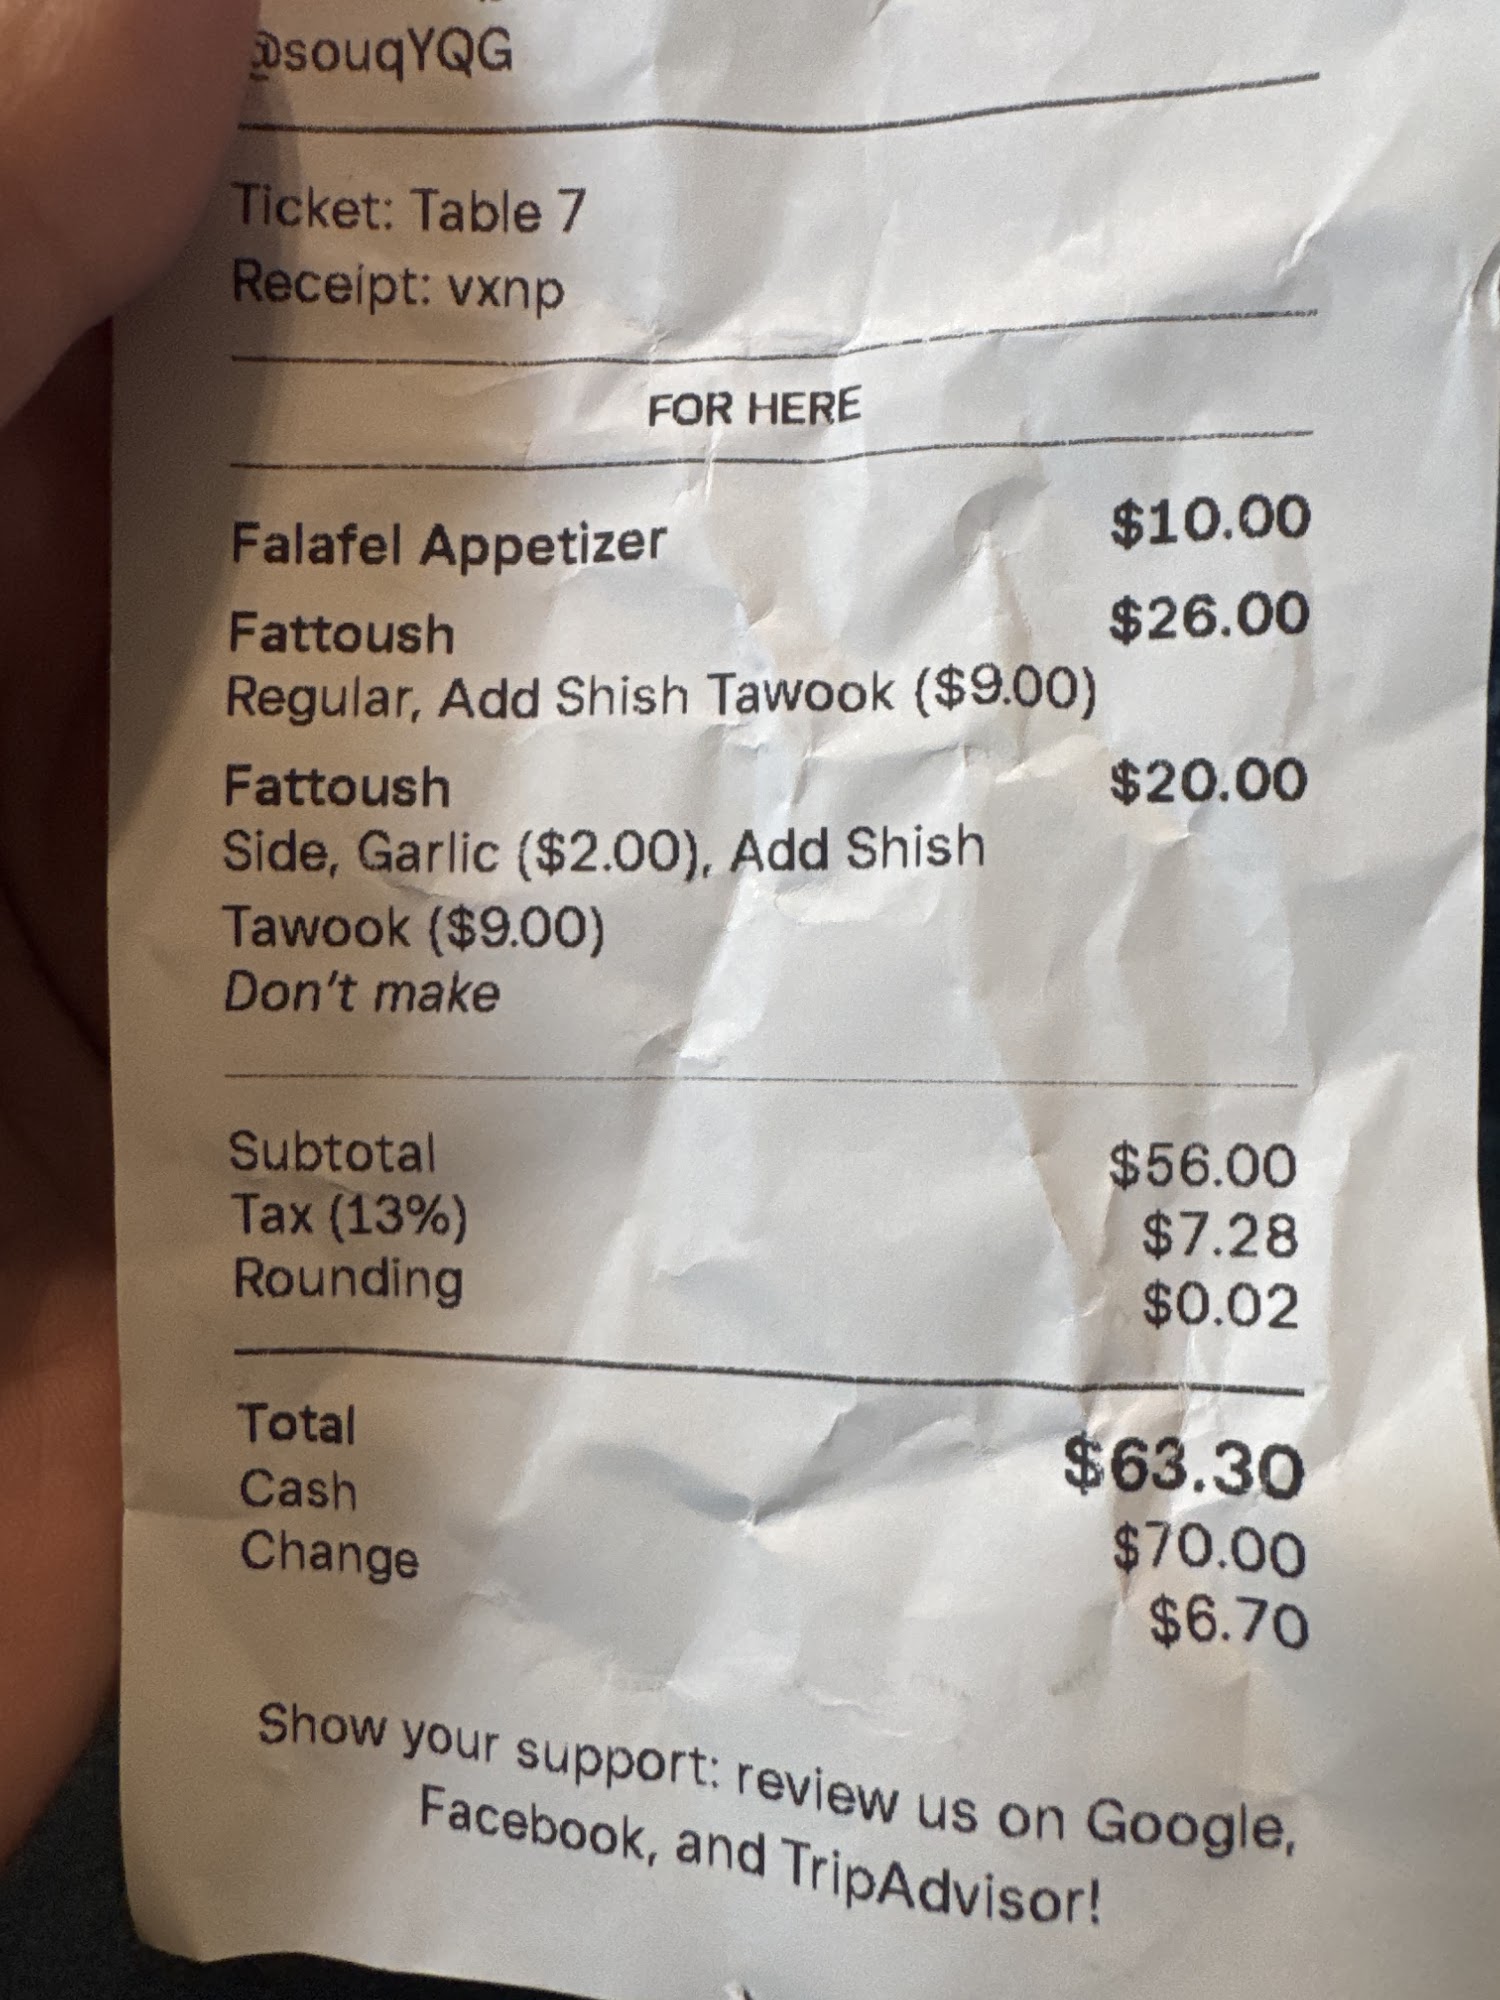 @souqYQG
Ticket: Table 7
Receipt: vxnp
FOR HERE
Falafel Appetizer $10.00
Fattoush $26.00
Regular, Add Shish Tawook ($9.00)
Fattoush $20.00
Side, Garlic ($2.00), Add Shish
Tawook ($9.00)
Don't make
Subtotal $56.00
Tax (13%) $7.28
Rounding $0.02
Total $63.30
Cash $70.00
Change $6.70
Show your support: review us on Google,
Facebook, and TripAdvisor!